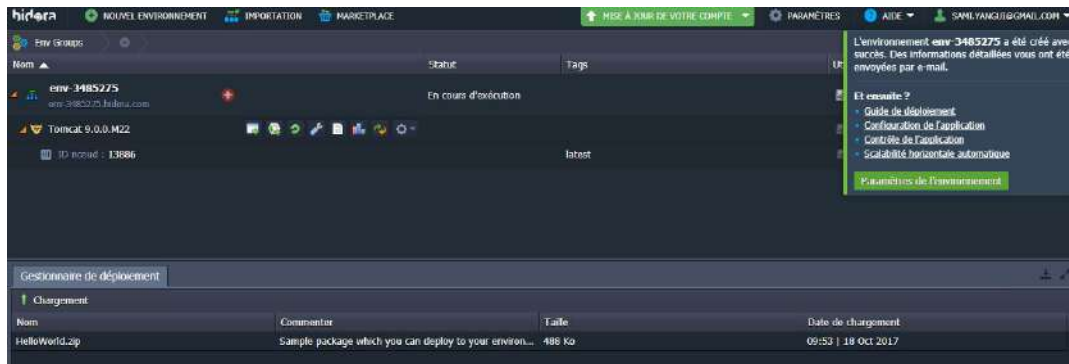 hidora NOUVEL ENVIRONNEMENT IMPORTATION MARKETPLACE MISE À JOUR DE VOTRE COMPTE PARAMÈTRES AIDE SAMI.YANGUI@GMAIL.COM
Env Groups
Nom Statut Tags
L'environnement env-3485275 a été créé avec
succès. Des informations détaillées vous ont été
envoyées par e-mail.
env-3485275 En cours d'exécution
env-3485275.hidora.com
Et ensuite ?
Guide de déploiement
Configuration de l'application
Contrôle de l'application
Scalabilité horizontale automatique
Paramètres de l'environnement
Tomcat 9.0.0.M22
ID nœud : 13886 latest
Gestionnaire de déploiement
Chargement
Nom Commenter Taille Date de chargement
HelloWorld.zip Sample package which you can deploy to your environ... 486 Ko 09:53 | 18 Oct 2017